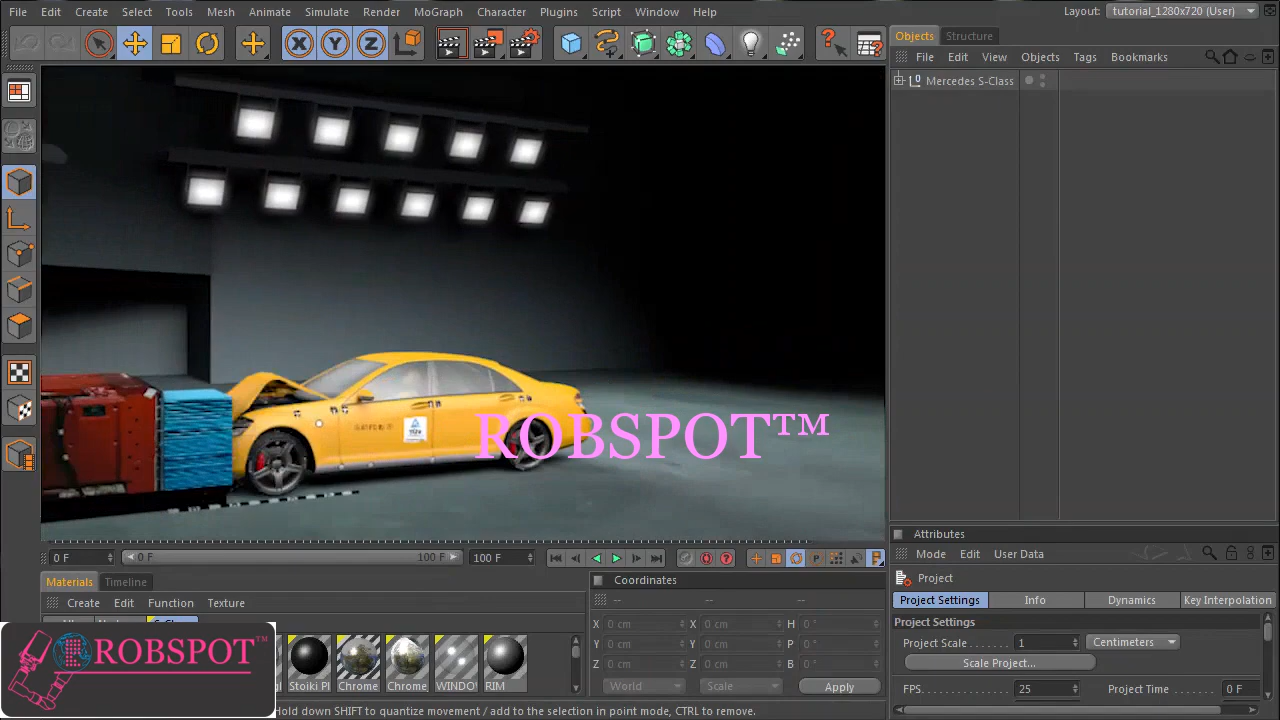 File Edit Create Select Tools Mesh Animate Simulate Render MoGraph Character Plugins Script Window Help Layout: tutorial_1280x720 (User)
Objects Structure
File Edit View Objects Tags Bookmarks
Mercedes S-Class
X Y Z
ROBSPOT™
0 F 0 F 100 F 100 F
Materials Timeline
Create Edit Function Texture
Coordinates
-- -- --
X 0 cm X 0 cm H 0 °
Y 0 cm Y 0 cm P 0 °
Z 0 cm Z 0 cm B 0 °
World Scale Apply
Stoiki Pl Chrome Chrome WINDO RIM
ROBSPOT™
Hold down SHIFT to quantize movement / add to the selection in point mode, CTRL to remove.
Attributes
Mode Edit User Data
Project
Project Settings Info Dynamics Key Interpolation
Project Settings
Project Scale 1 Centimeters
Scale Project...
FPS 25 Project Time 0 F